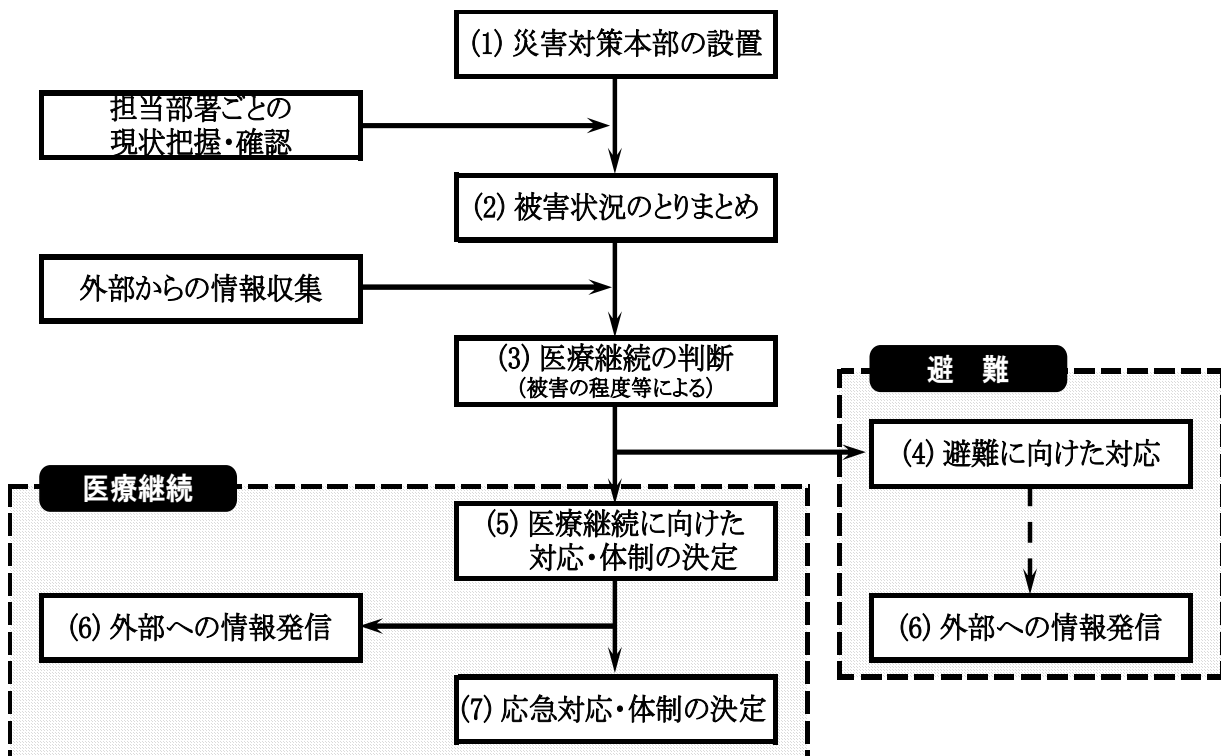 (1) 災害対策本部の設置
担当部署ごとの
現状把握・確認
(2) 被害状況のとりまとめ
外部からの情報収集
(3) 医療継続の判断
(被害の程度等による)
避 難
(4) 避難に向けた対応
医療継続
(5) 医療継続に向けた
対応・体制の決定
(6) 外部への情報発信
(6) 外部への情報発信
(7) 応急対応・体制の決定